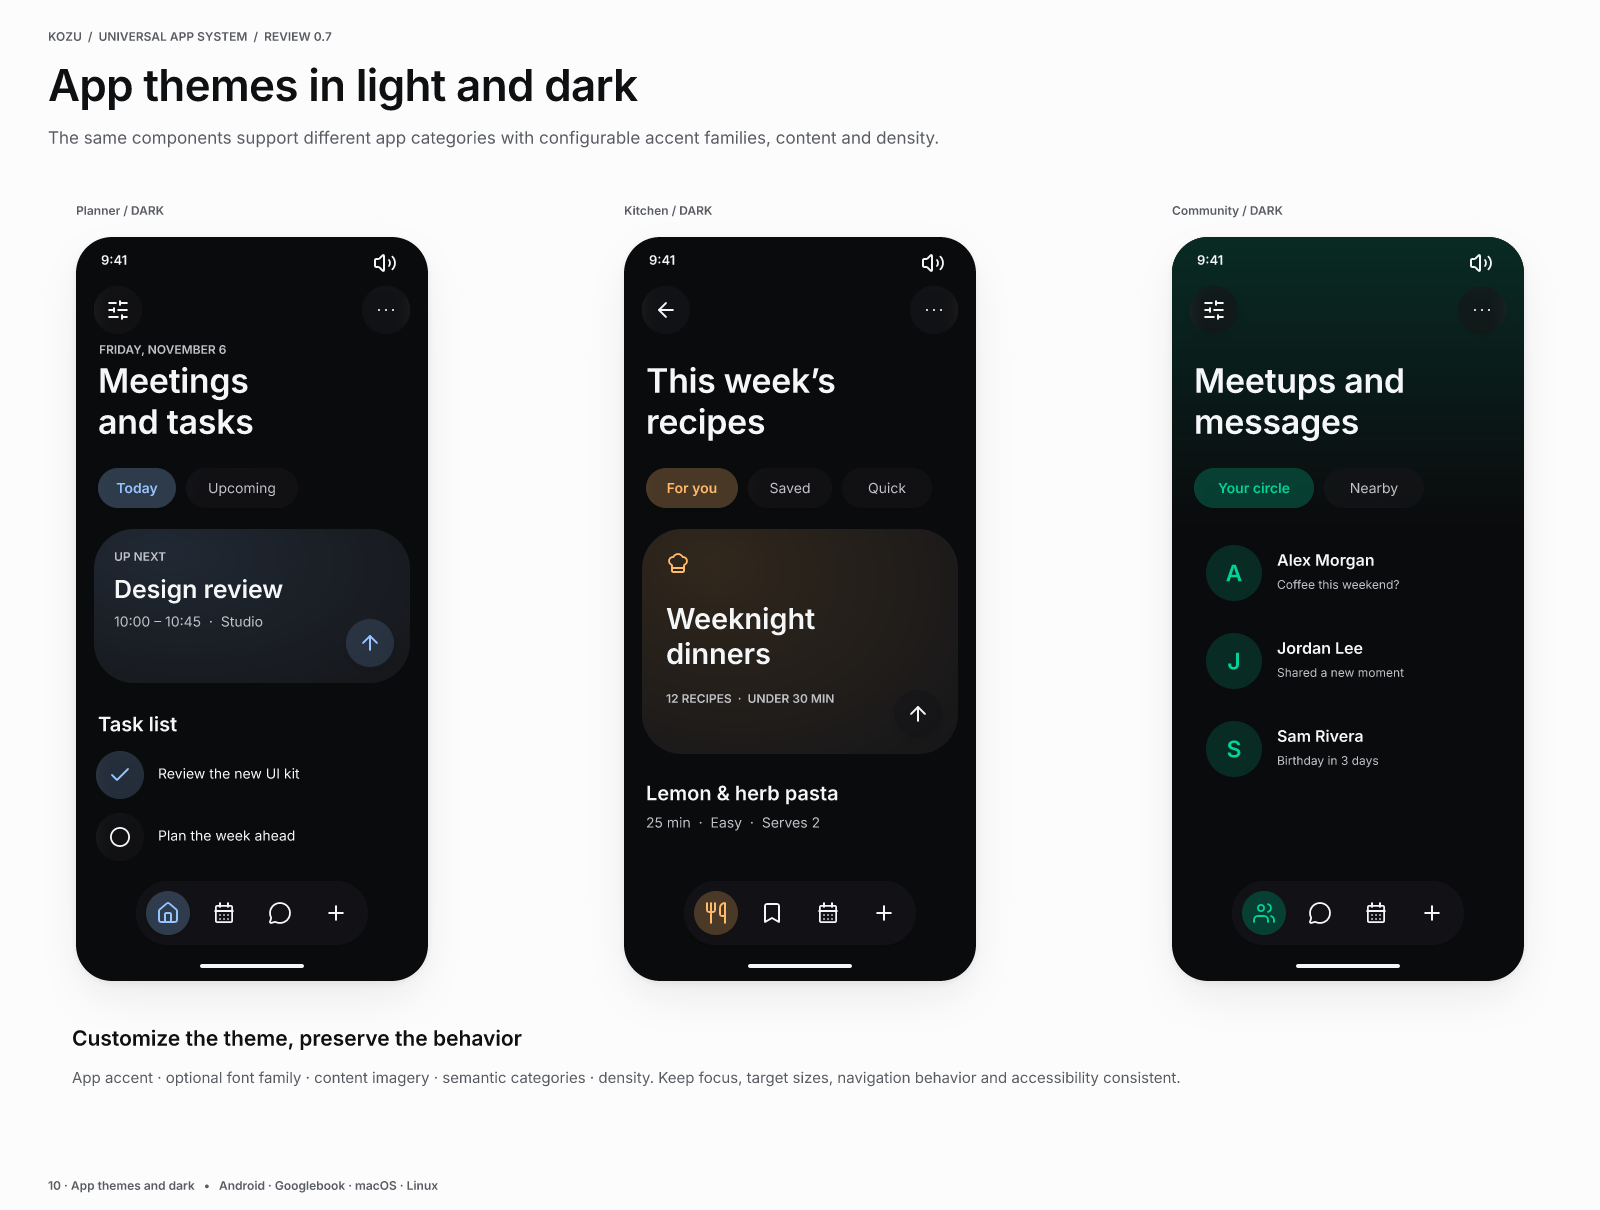 KOZU / UNIVERSAL APP SYSTEM / REVIEW 0.7
App themes in light and dark
The same components support different app categories with configurable accent families, content and density.
Planner / DARK
9:41
FRIDAY, NOVEMBER 6
Meetings
and tasks
Today
Upcoming
UP NEXT
Design review
10:00 – 10:45 · Studio
Task list
Review the new UI kit
Plan the week ahead
Kitchen / DARK
9:41
This week’s
recipes
For you
Saved
Quick
Weeknight
dinners
12 RECIPES · UNDER 30 MIN
Lemon & herb pasta
25 min · Easy · Serves 2
Community / DARK
9:41
Meetups and
messages
Your circle
Nearby
A
Alex Morgan
Coffee this weekend?
J
Jordan Lee
Shared a new moment
S
Sam Rivera
Birthday in 3 days
Customize the theme, preserve the behavior
App accent · optional font family · content imagery · semantic categories · density. Keep focus, target sizes, navigation behavior and accessibility consistent.
10 · App themes and dark • Android · Googlebook · macOS · Linux